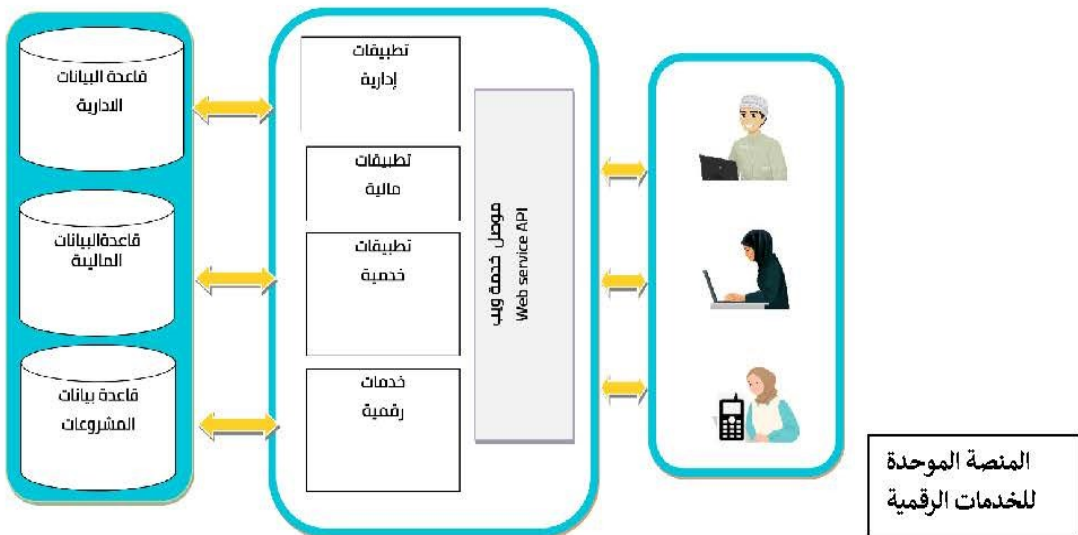 قاعدة البيانات
الادارية
قاعدةالبيانات
الماليىة
قاعدة بيانات
المشروعات
تطبيقات
إدارية
تطبيقات
مالية
تطبيقات
خدمية
خدمات
رقمية
موصل خدمة ويب
Web service API
المنصة الموحدة
للخدمات الرقمية